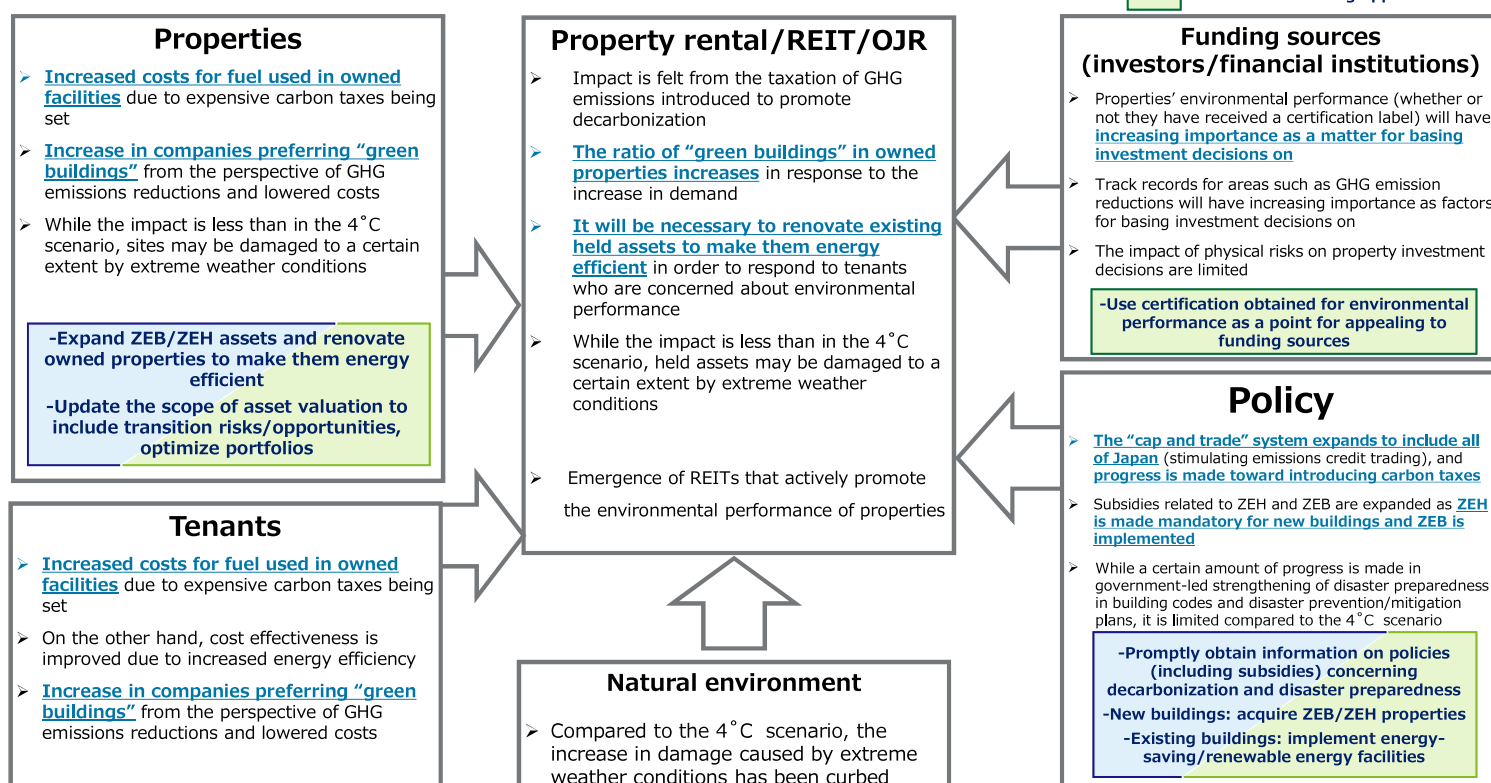 Properties
➢ Increased costs for fuel used in owned
facilities due to expensive carbon taxes being
set
➢ Increase in companies preferring “green
buildings” from the perspective of GHG
emissions reductions and lowered costs
➢ While the impact is less than in the 4˚C
scenario, sites may be damaged to a certain
extent by extreme weather conditions
-Expand ZEB/ZEH assets and renovate
owned properties to make them energy
efficient
-Update the scope of asset valuation to
include transition risks/opportunities,
optimize portfolios
Tenants
➢ Increased costs for fuel used in owned
facilities due to expensive carbon taxes being
set
➢ On the other hand, cost effectiveness is
improved due to increased energy efficiency
➢ Increase in companies preferring “green
buildings” from the perspective of GHG
emissions reductions and lowered costs
Property rental/REIT/OJR
➢ Impact is felt from the taxation of GHG
emissions introduced to promote
decarbonization
➢ The ratio of “green buildings” in owned
properties increases in response to the
increase in demand
➢ It will be necessary to renovate existing
held assets to make them energy
efficient in order to respond to tenants
who are concerned about environmental
performance
➢ While the impact is less than in the 4˚C
scenario, held assets may be damaged to a
certain extent by extreme weather
conditions
➢ Emergence of REITs that actively promote
the environmental performance of properties
Natural environment
➢ Compared to the 4˚C scenario, the
increase in damage caused by extreme
weather conditions has been curbed
Funding sources
(investors/financial institutions)
➢ Properties’ environmental performance (whether or
not they have received a certification label) will have
increasing importance as a matter for basing
investment decisions on
➢ Track records for areas such as GHG emission
reductions will have increasing importance as factors
for basing investment decisions on
➢ The impact of physical risks on property investment
decisions are limited
-Use certification obtained for environmental
performance as a point for appealing to
funding sources
Policy
➢ The “cap and trade” system expands to include all
of Japan (stimulating emissions credit trading), and
progress is made toward introducing carbon taxes
➢ Subsidies related to ZEH and ZEB are expanded as ZEH
is made mandatory for new buildings and ZEB is
implemented
➢ While a certain amount of progress is made in
government-led strengthening of disaster preparedness
in building codes and disaster prevention/mitigation
plans, it is limited compared to the 4˚C scenario
-Promptly obtain information on policies
(including subsidies) concerning
decarbonization and disaster preparedness
-New buildings: acquire ZEB/ZEH properties
-Existing buildings: implement energy-
saving/renewable energy facilities